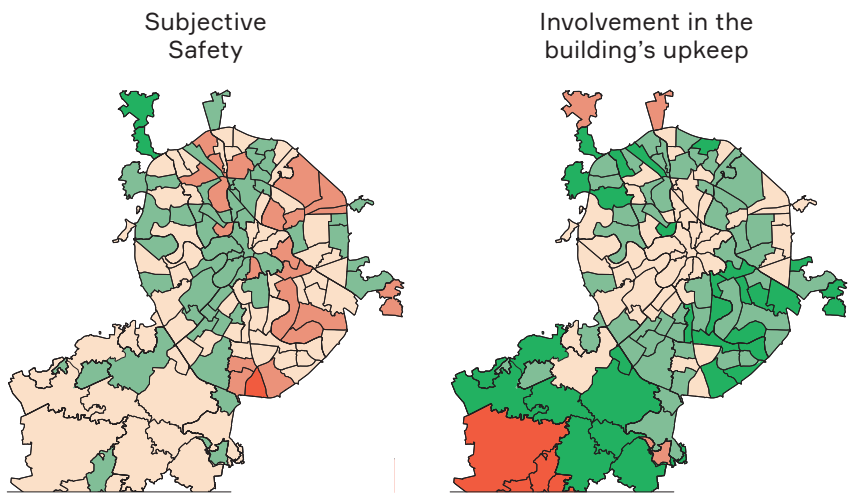 Subjective
Safety
Involvement in the
building’s upkeep